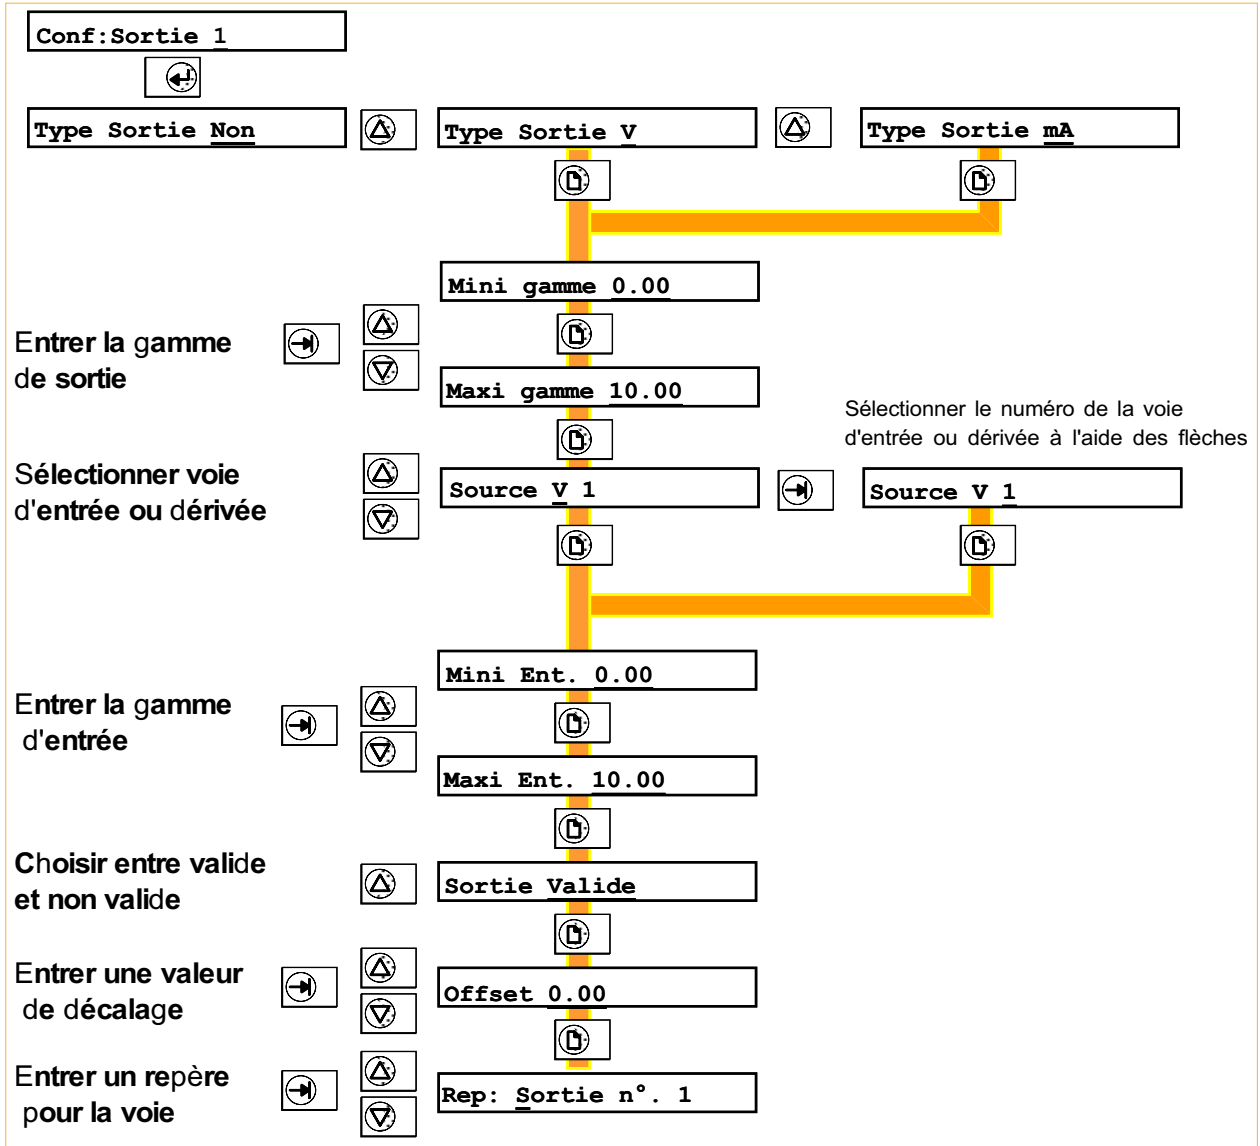 Conf:Sortie 1
Type Sortie Non
Type Sortie V
Type Sortie mA
Mini gamme 0.00
Entrer la gamme
de sortie
Maxi gamme 10.00
Sélectionner le numéro de la voie
d'entrée ou dérivée à l'aide des flèches
Sélectionner voie
d'entrée ou dérivée
Source V 1
Source V 1
Mini Ent. 0.00
Entrer la gamme
d'entrée
Maxi Ent. 10.00
Choisir entre valide
et non valide
Sortie Valide
Entrer une valeur
de décalage
Offset 0.00
Entrer un repère
pour la voie
Rep: Sortie n°. 1